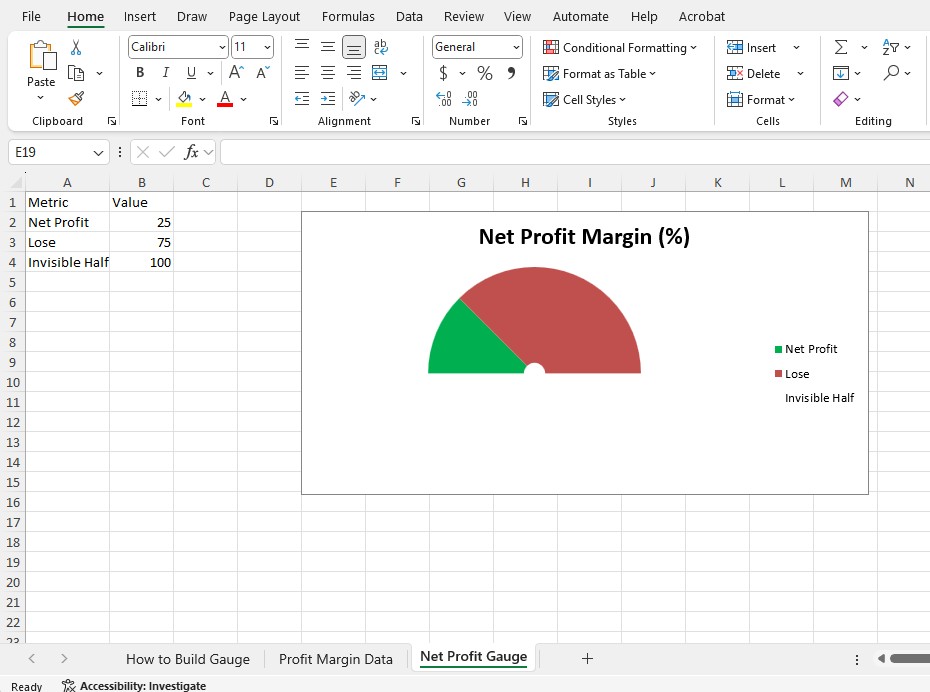 File Home Insert Draw Page Layout Formulas Data Review View Automate Help Acrobat
Calibri 11 ab General Conditional Formatting Insert
Paste B I U A A $ % Format as Table Delete
A Cell Styles Format
Clipboard Font Alignment Number Styles Cells Editing
E19 fx
A B C D E F G H I J K L M N
1 Metric Value
2 Net Profit 25
3 Lose 75
4 Invisible Half 100
5
6
7
8
9
10
11
12
13
14
15
16
17
18
19
20
21
22
23
Net Profit Margin (%)
Net Profit
Lose
Invisible Half
How to Build Gauge Profit Margin Data Net Profit Gauge
Ready Accessibility: Investigate